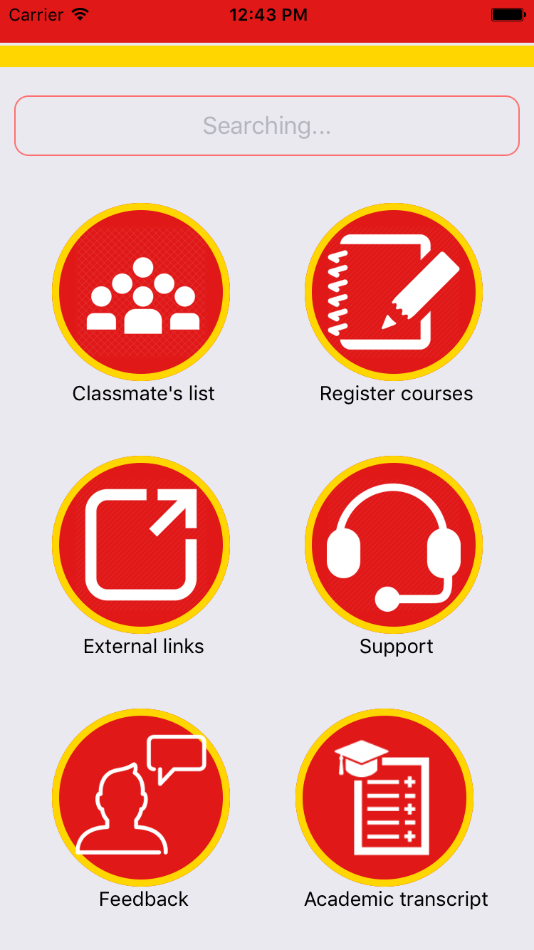 Carrier 12:43 PM
Searching...
Classmate's list
Register courses
External links
Support
Feedback
Academic transcript